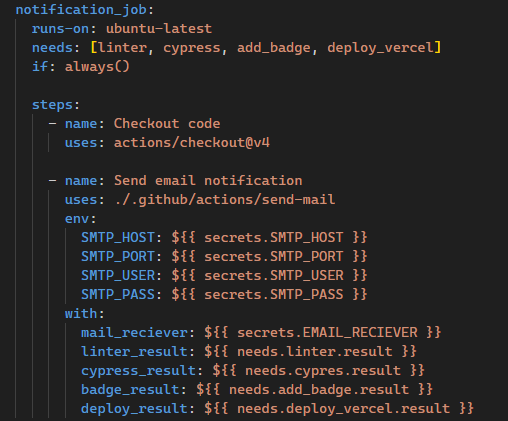 notification_job:
  runs-on: ubuntu-latest
  needs: [linter, cypress, add_badge, deploy_vercel]
  if: always()

  steps:
    - name: Checkout code
      uses: actions/checkout@v4

    - name: Send email notification
      uses: ./.github/actions/send-mail
      env:
        SMTP_HOST: ${{ secrets.SMTP_HOST }}
        SMTP_PORT: ${{ secrets.SMTP_PORT }}
        SMTP_USER: ${{ secrets.SMTP_USER }}
        SMTP_PASS: ${{ secrets.SMTP_PASS }}
      with:
        mail_reciever: ${{ secrets.EMAIL_RECIEVER }}
        linter_result: ${{ needs.linter.result }}
        cypress_result: ${{ needs.cypres.result }}
        badge_result: ${{ needs.add_badge.result }}
        deploy_result: ${{ needs.deploy_vercel.result }}